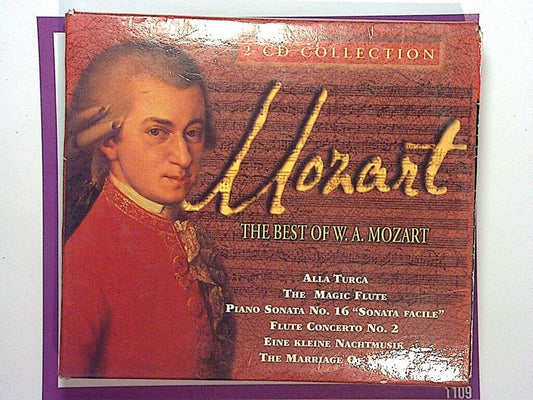 2 CD COLLECTION
Mozart
THE BEST OF W. A. MOZART
ALLA TURCA
THE MAGIC FLUTE
PIANO SONATA NO. 16 "SONATA FACILE"
FLUTE CONCERTO NO. 2
EINE KLEINE NACHTMUSIK
THE MARRIAGE OF
1109